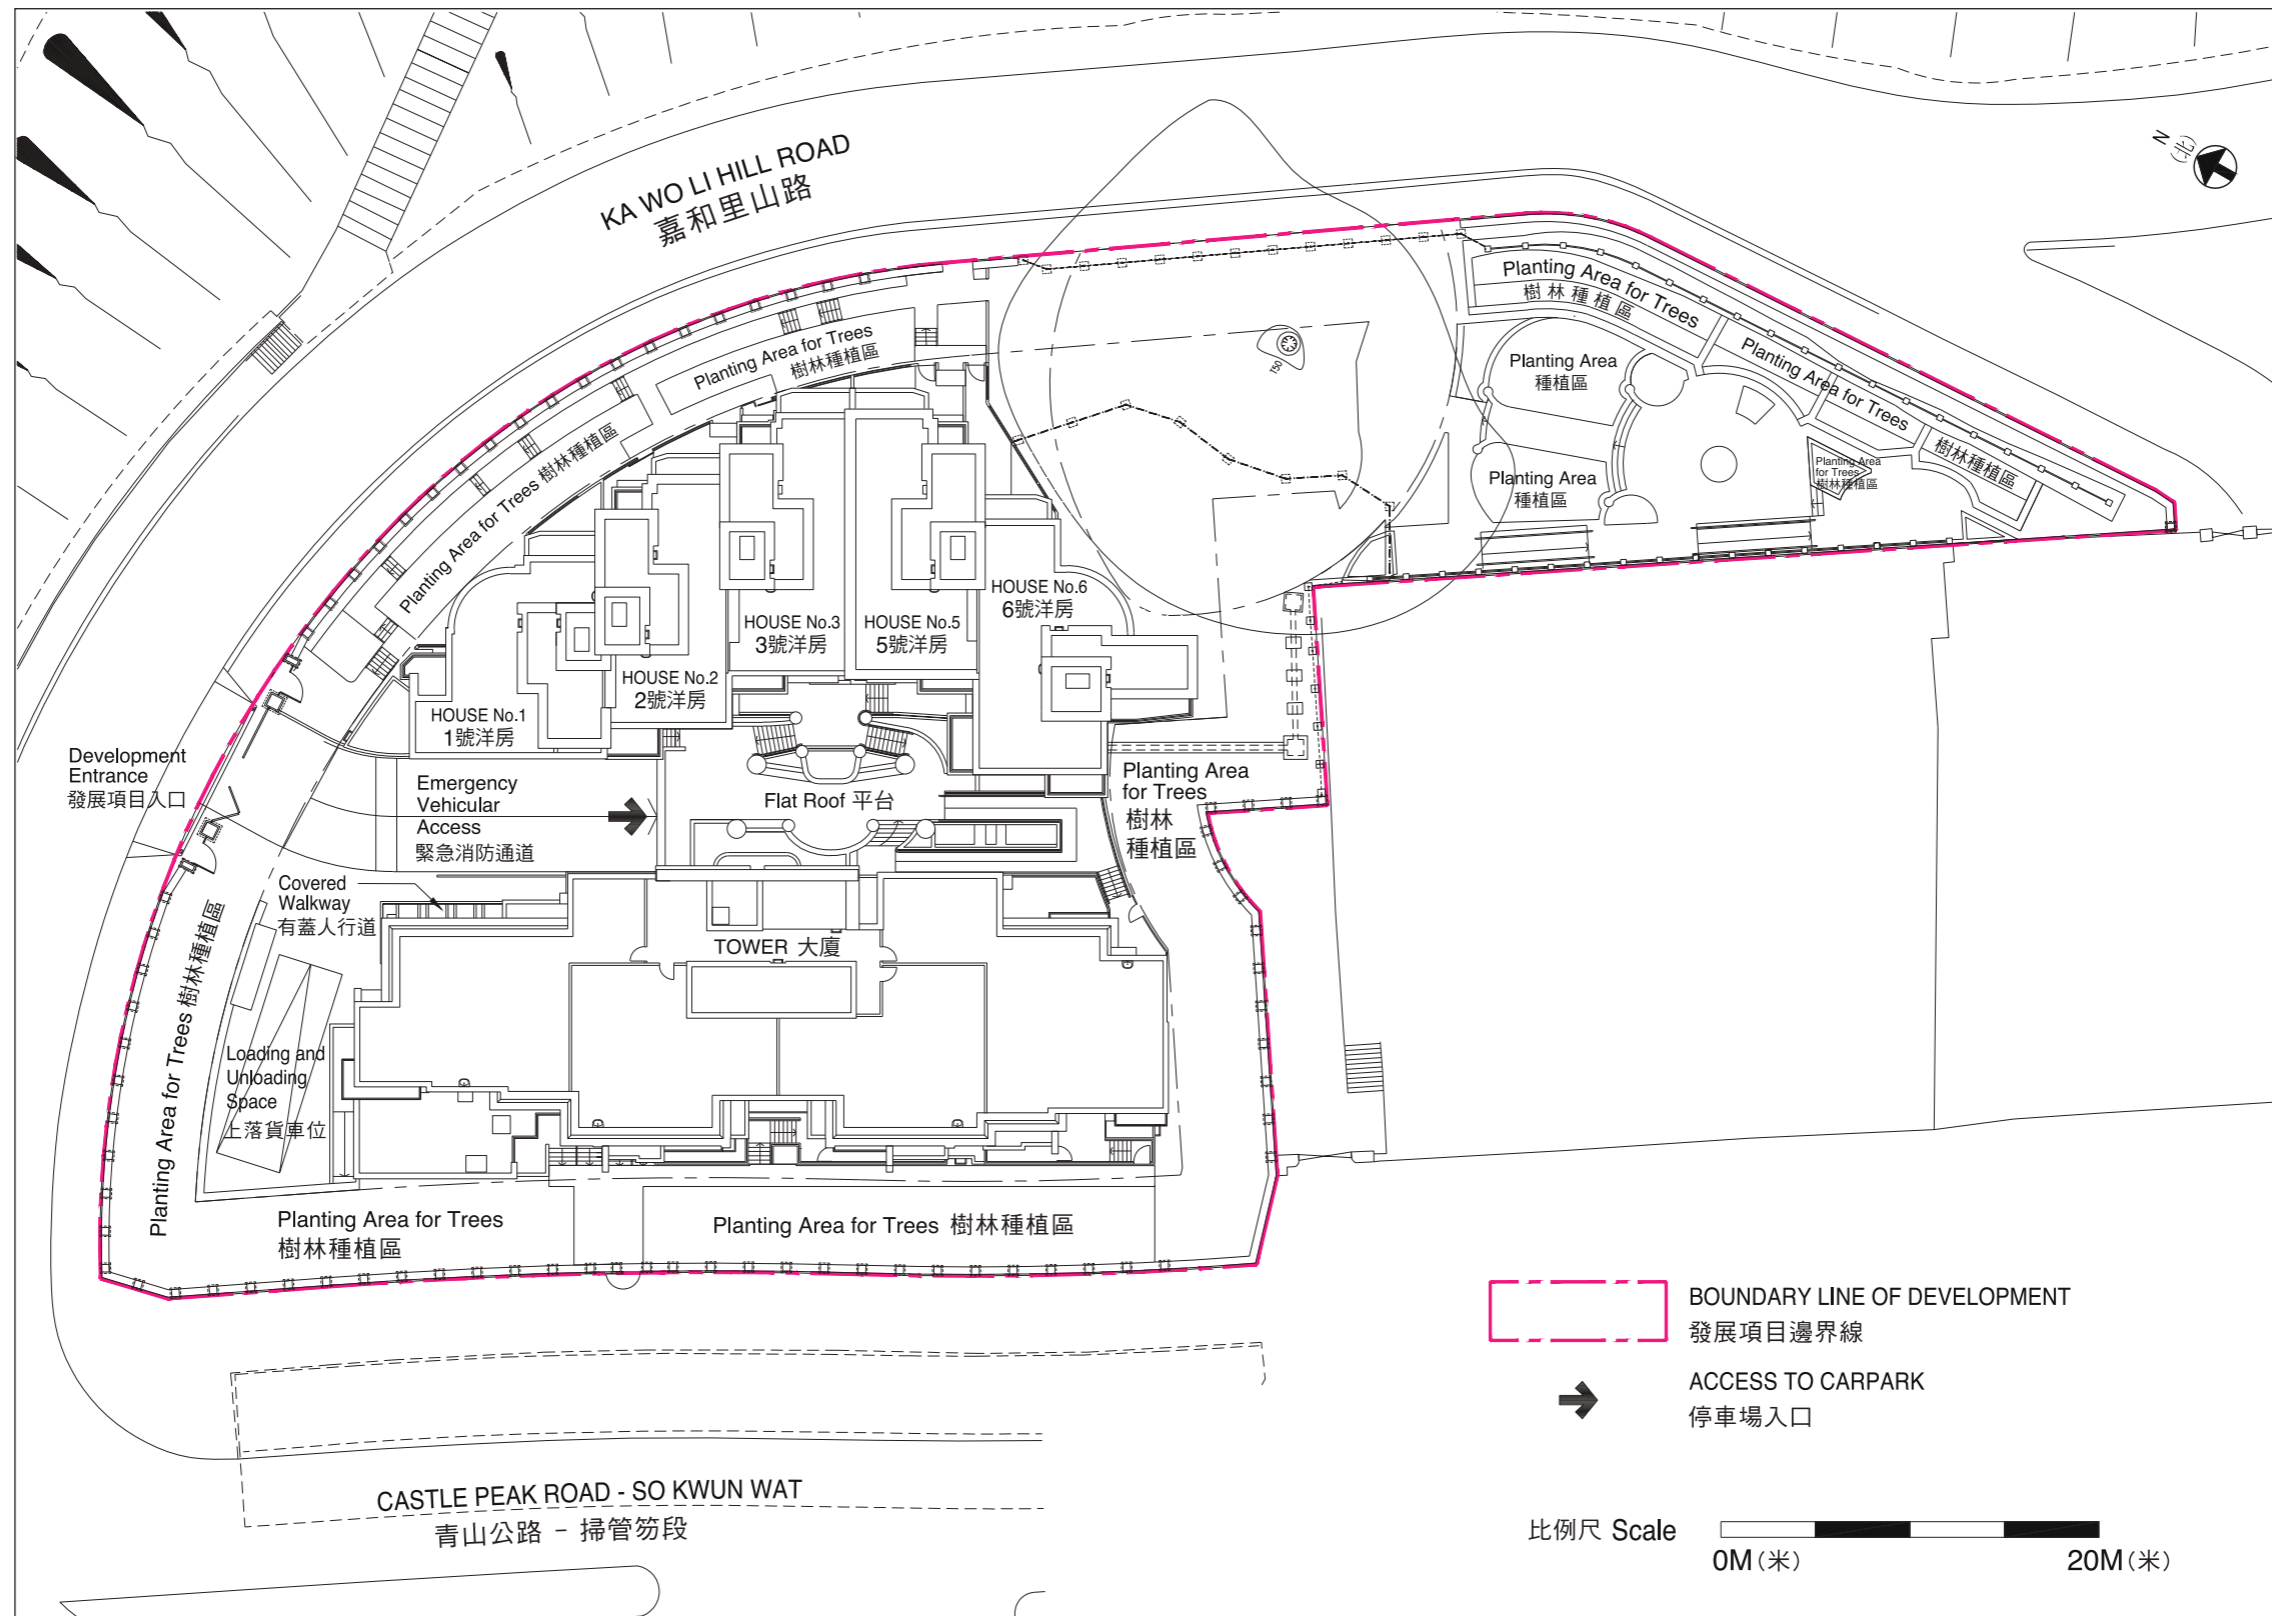 KA WO LI HILL ROAD
嘉和里山路
N
(北)
Planting Area for Trees
樹林種植區
Planting Area for Trees
樹林種植區
Planting Area for Trees
樹林種植區
Planting Area
種植區
Planting Area
種植區
Planting Area
for Trees
樹林種植區
T50
Planting Area for Trees 樹林種植區
HOUSE No.1
1號洋房
HOUSE No.2
2號洋房
HOUSE No.3
3號洋房
HOUSE No.5
5號洋房
HOUSE No.6
6號洋房
Development
Entrance
發展項目入口
Emergency
Vehicular
Access
緊急消防通道
Flat Roof 平台
Planting Area
for Trees
樹林
種植區
Covered
Walkway
有蓋人行道
TOWER 大廈
Planting Area for Trees 樹林種植區
Loading and
Unloading
Space
上落貨車位
Planting Area for Trees
樹林種植區
Planting Area for Trees 樹林種植區
BOUNDARY LINE OF DEVELOPMENT
發展項目邊界線
ACCESS TO CARPARK
停車場入口
CASTLE PEAK ROAD - SO KWUN WAT
青山公路 - 掃管笏段
比例尺 Scale
0M(米)
20M(米)